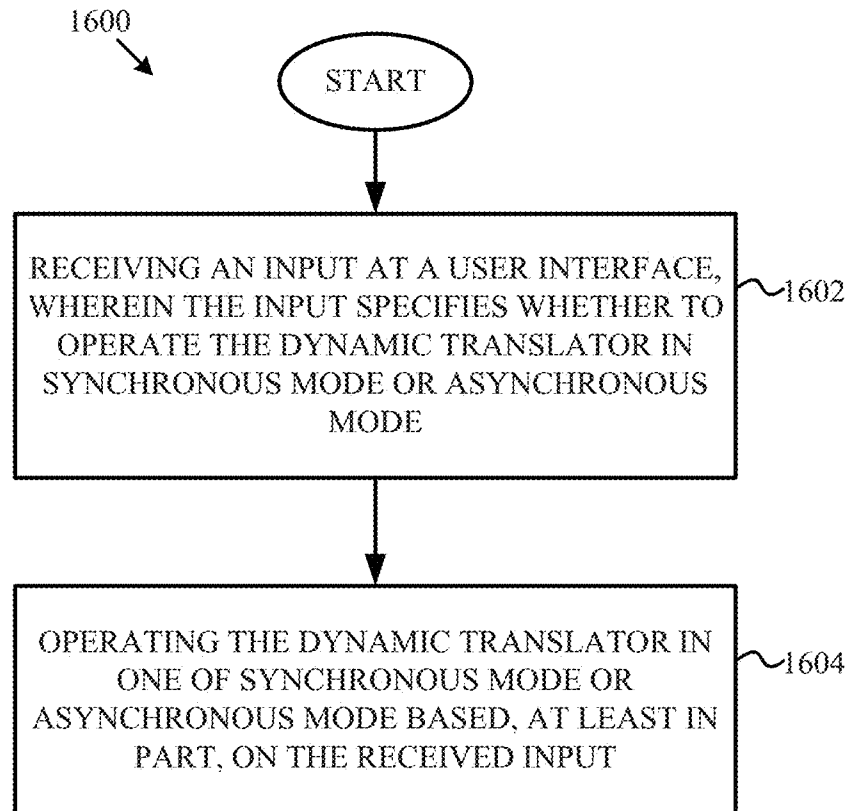 1600
START
RECEIVING AN INPUT AT A USER INTERFACE,
WHEREIN THE INPUT SPECIFIES WHETHER TO
OPERATE THE DYNAMIC TRANSLATOR IN
SYNCHRONOUS MODE OR ASYNCHRONOUS
MODE
1602
OPERATING THE DYNAMIC TRANSLATOR IN
ONE OF SYNCHRONOUS MODE OR
ASYNCHRONOUS MODE BASED, AT LEAST IN
PART, ON THE RECEIVED INPUT
1604